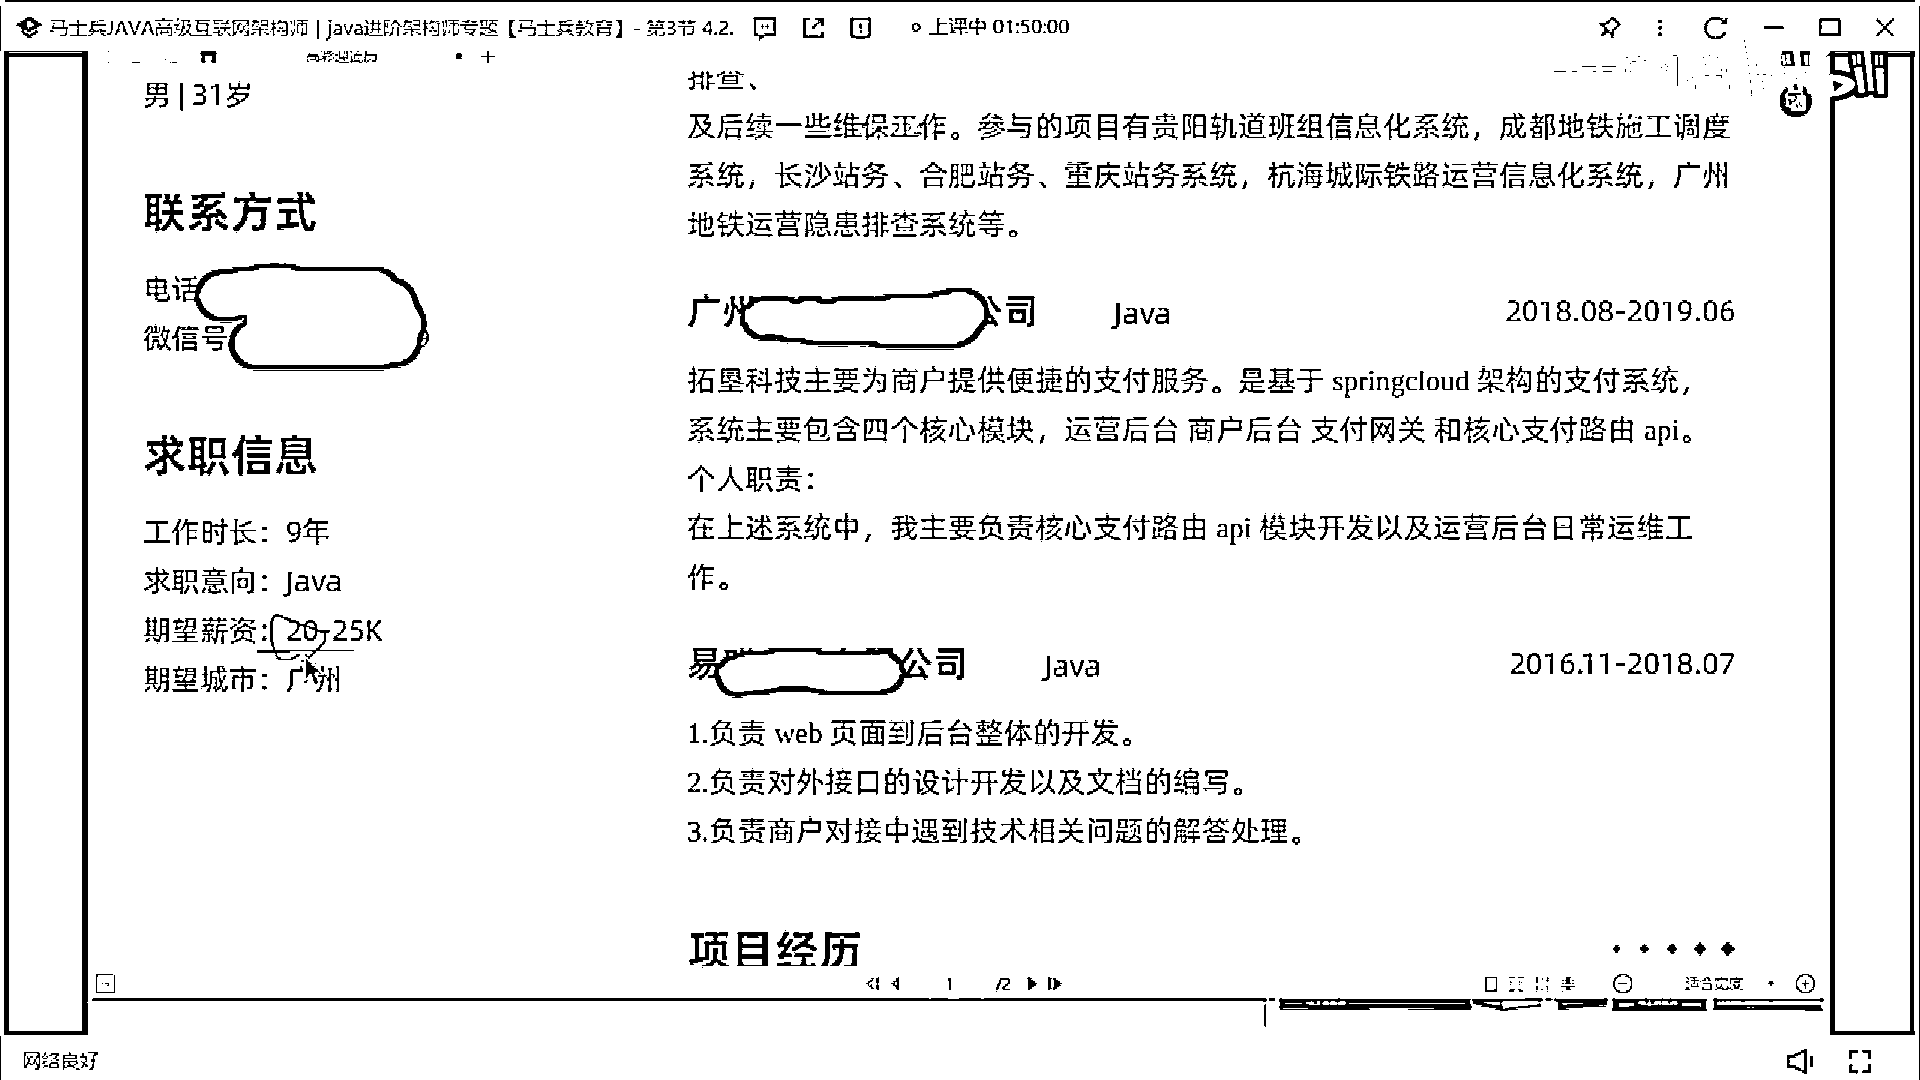 马士兵JAVA高级互联网架构师 | java进阶架构师专题【马士兵教育】- 第3节 4.2.
上课中 01:50:00
男 | 31岁
联系方式
电话
微信号
求职信息
工作时长：9年
求职意向：Java
期望薪资：20-25K
期望城市：广州
排查、
及后续一些维保工作。参与的项目有贵阳轨道班组信息化系统，成都地铁施工调度
系统，长沙站务、合肥站务、重庆站务系统，杭海城际铁路运营信息化系统，广州
地铁运营隐患排查系统等。
广州 公司 Java 2018.08-2019.06
拓垦科技主要为商户提供便捷的支付服务。是基于 springcloud 架构的支付系统，
系统主要包含四个核心模块，运营后台 商户后台 支付网关 和核心支付路由 api。
个人职责：
在上述系统中，我主要负责核心支付路由 api 模块开发以及运营后台日常运维工
作。
易 公司 Java 2016.11-2018.07
1.负责 web 页面到后台整体的开发。
2.负责对外接口的设计开发以及文档的编写。
3.负责商户对接中遇到技术相关问题的解答处理。
项目经历
1 /2
适合宽度
网络良好